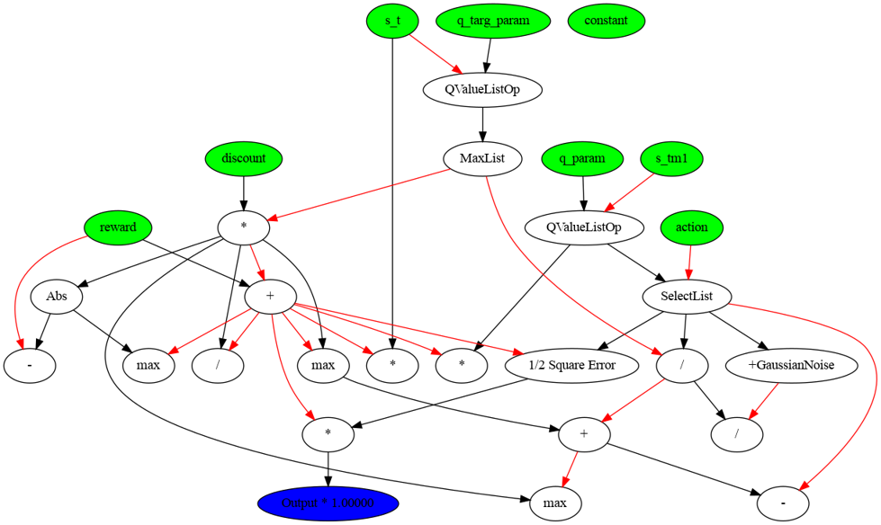 s_t
q_targ_param
constant
QValueListOp
discount
MaxList
q_param
s_tm1
reward
*
QValueListOp
action
Abs
+
SelectList
-
max
/
max
*
*
1/2 Square Error
/
+GaussianNoise
*
+
/
Output * 1.00000
max
-